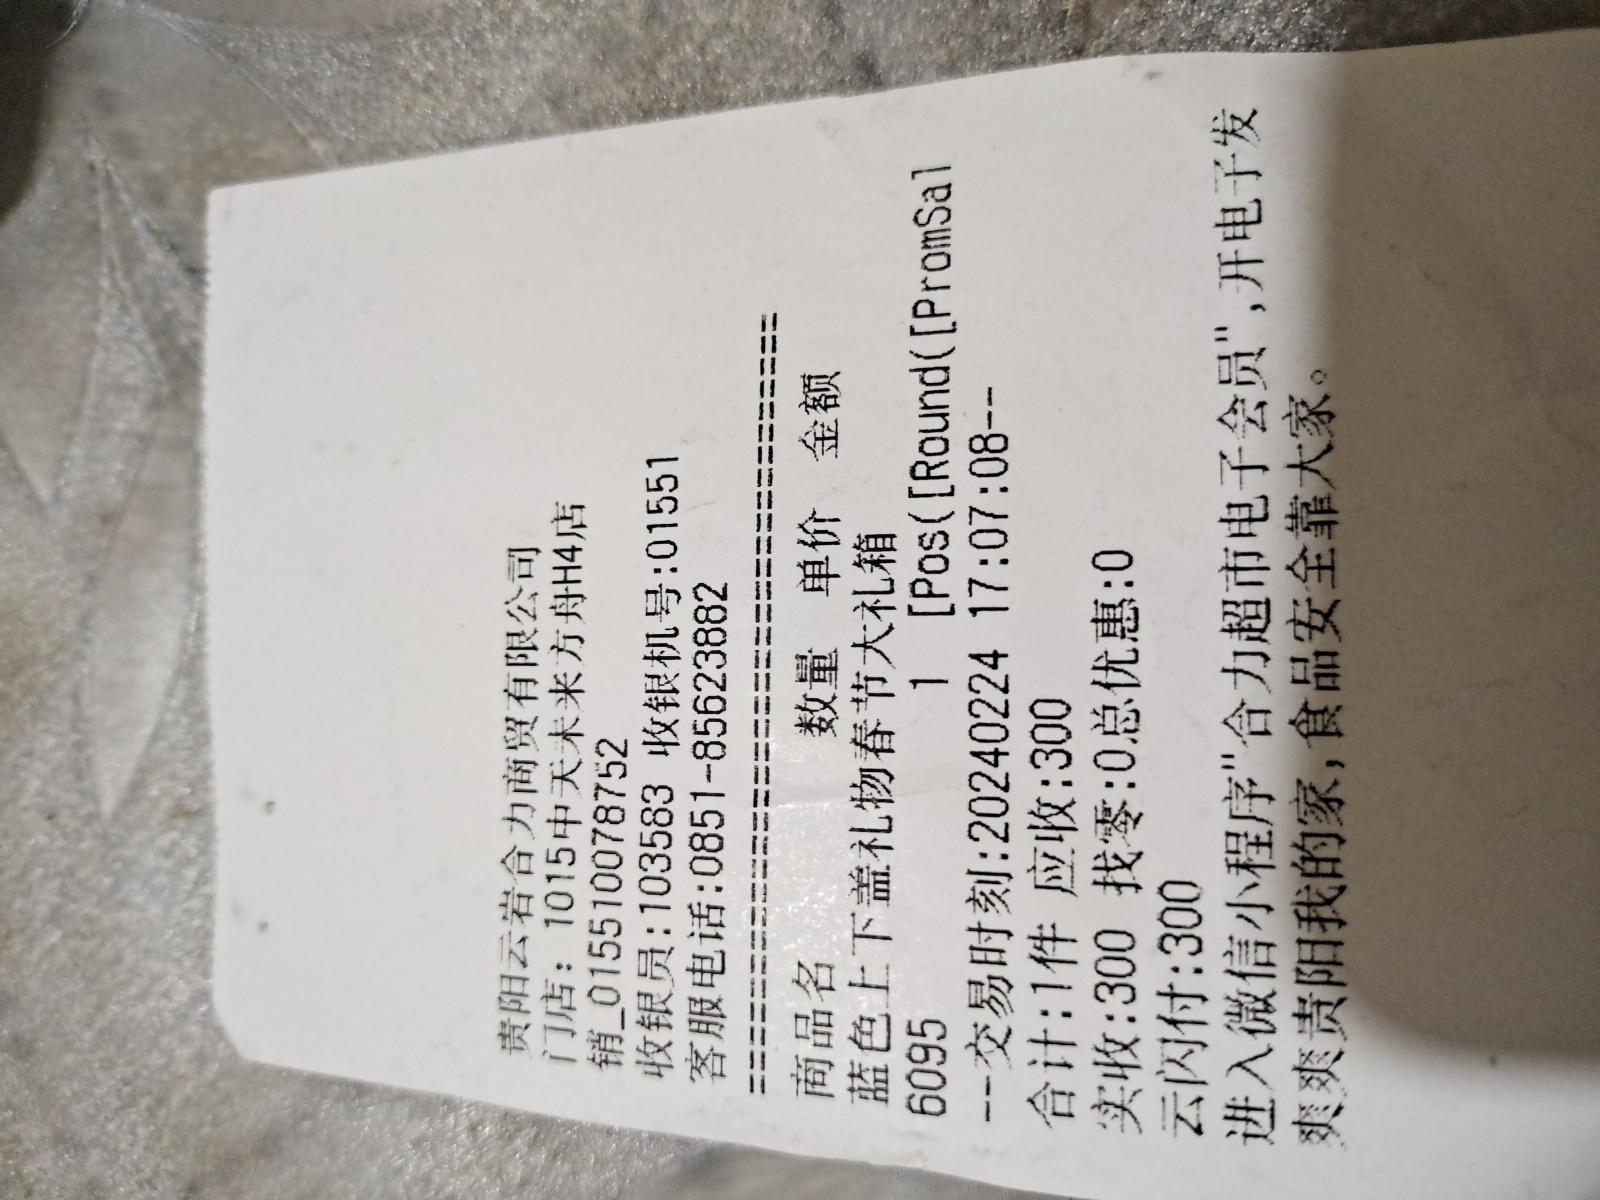 贵阳云岩合力商贸有限公司
门店: 1015中天未来方舟H4店
销_0155100787​52
收银员:103583 收银机号:01551
客服电话:0851-85623882
商品名 数量 单价 金额
蓝色上下盖礼物春节大礼箱
6095 1 [Pos([Round([PromSal
--交易时刻:20240224 17:07:08--
合计:1件 应收:300
实收:300 找零:0总优惠:0
云闪付:300
进入微信小程序"合力超市电子会员",开电子发
爽爽贵阳我的家,食品安全靠大家。